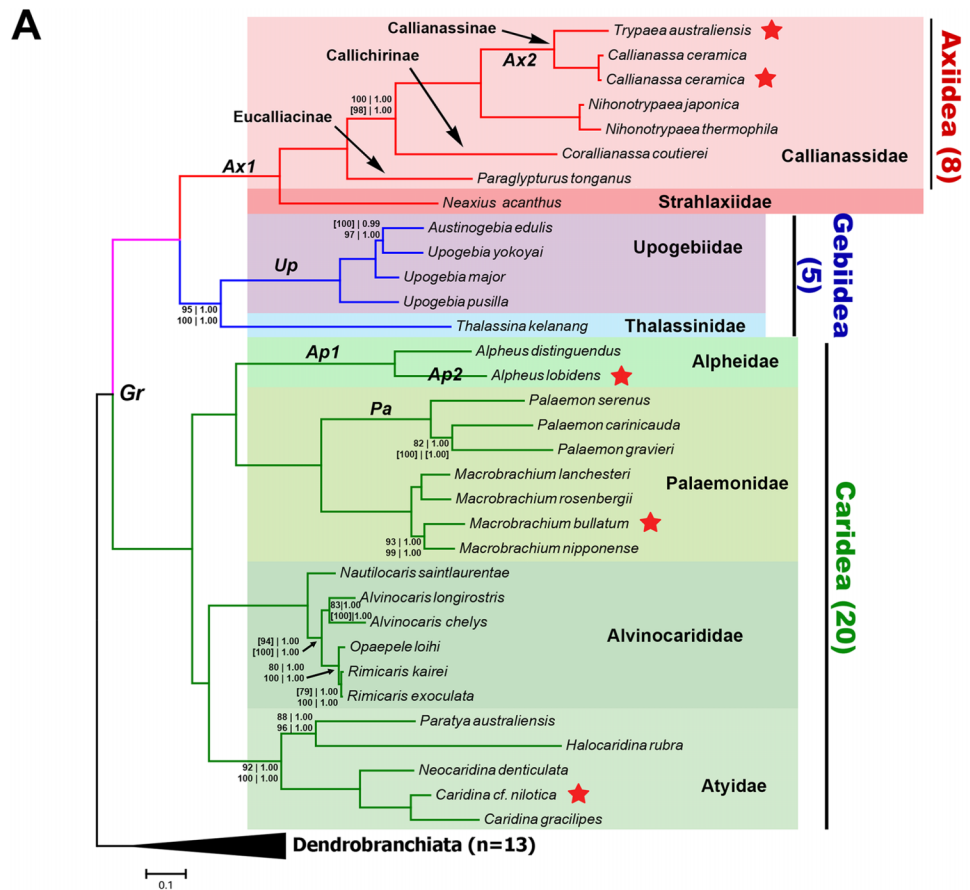 A
Callianassinae
Trypaea australiensis
Ax2
Callianassa ceramica
Callichirinae
Callianassa ceramica
100 | 1.00
[98] | 1.00
Nihonotrypaea japonica
Eucalliacinae
Nihonotrypaea thermophila
Corallianassa coutierei
Callianassidae
Axiidea (8)
Ax1
Paraglypturus tonganus
Neaxius acanthus
Strahlaxiidae
[100] | 0.99
97 | 1.00
Austinogebia edulis
Upogebia yokoyai
Upogebiidae
Up
Upogebia major
Upogebia pusilla
95 | 1.00
100 | 1.00
Thalassina kelanang
Thalassinidae
Gebiidea
(5)
Ap1
Alpheus distinguendus
Alpheidae
Ap2
Alpheus lobidens
Gr
Pa
Palaemon serenus
Palaemon carinicauda
82 | 1.00
[100] | [1.00]
Palaemon gravieri
Macrobrachium lanchesteri
Palaemonidae
Macrobrachium rosenbergii
Macrobrachium bullatum
93 | 1.00
99 | 1.00
Macrobrachium nipponense
Caridea (20)
Nautilocaris saintlaurentae
Alvinocaris longirostris
83|1.00
[100]|1.00
Alvinocaris chelys
Alvinocarididae
[94] | 1.00
[100] | 1.00
Opaepele loihi
80 | 1.00
100 | 1.00
Rimicaris kairei
[79] | 1.00
100 | 1.00
Rimicaris exoculata
88 | 1.00
96 | 1.00
Paratya australiensis
Halocaridina rubra
92 | 1.00
100 | 1.00
Neocaridina denticulata
Atyidae
Caridina cf. nilotica
Caridina gracilipes
Dendrobranchiata (n=13)
0.1